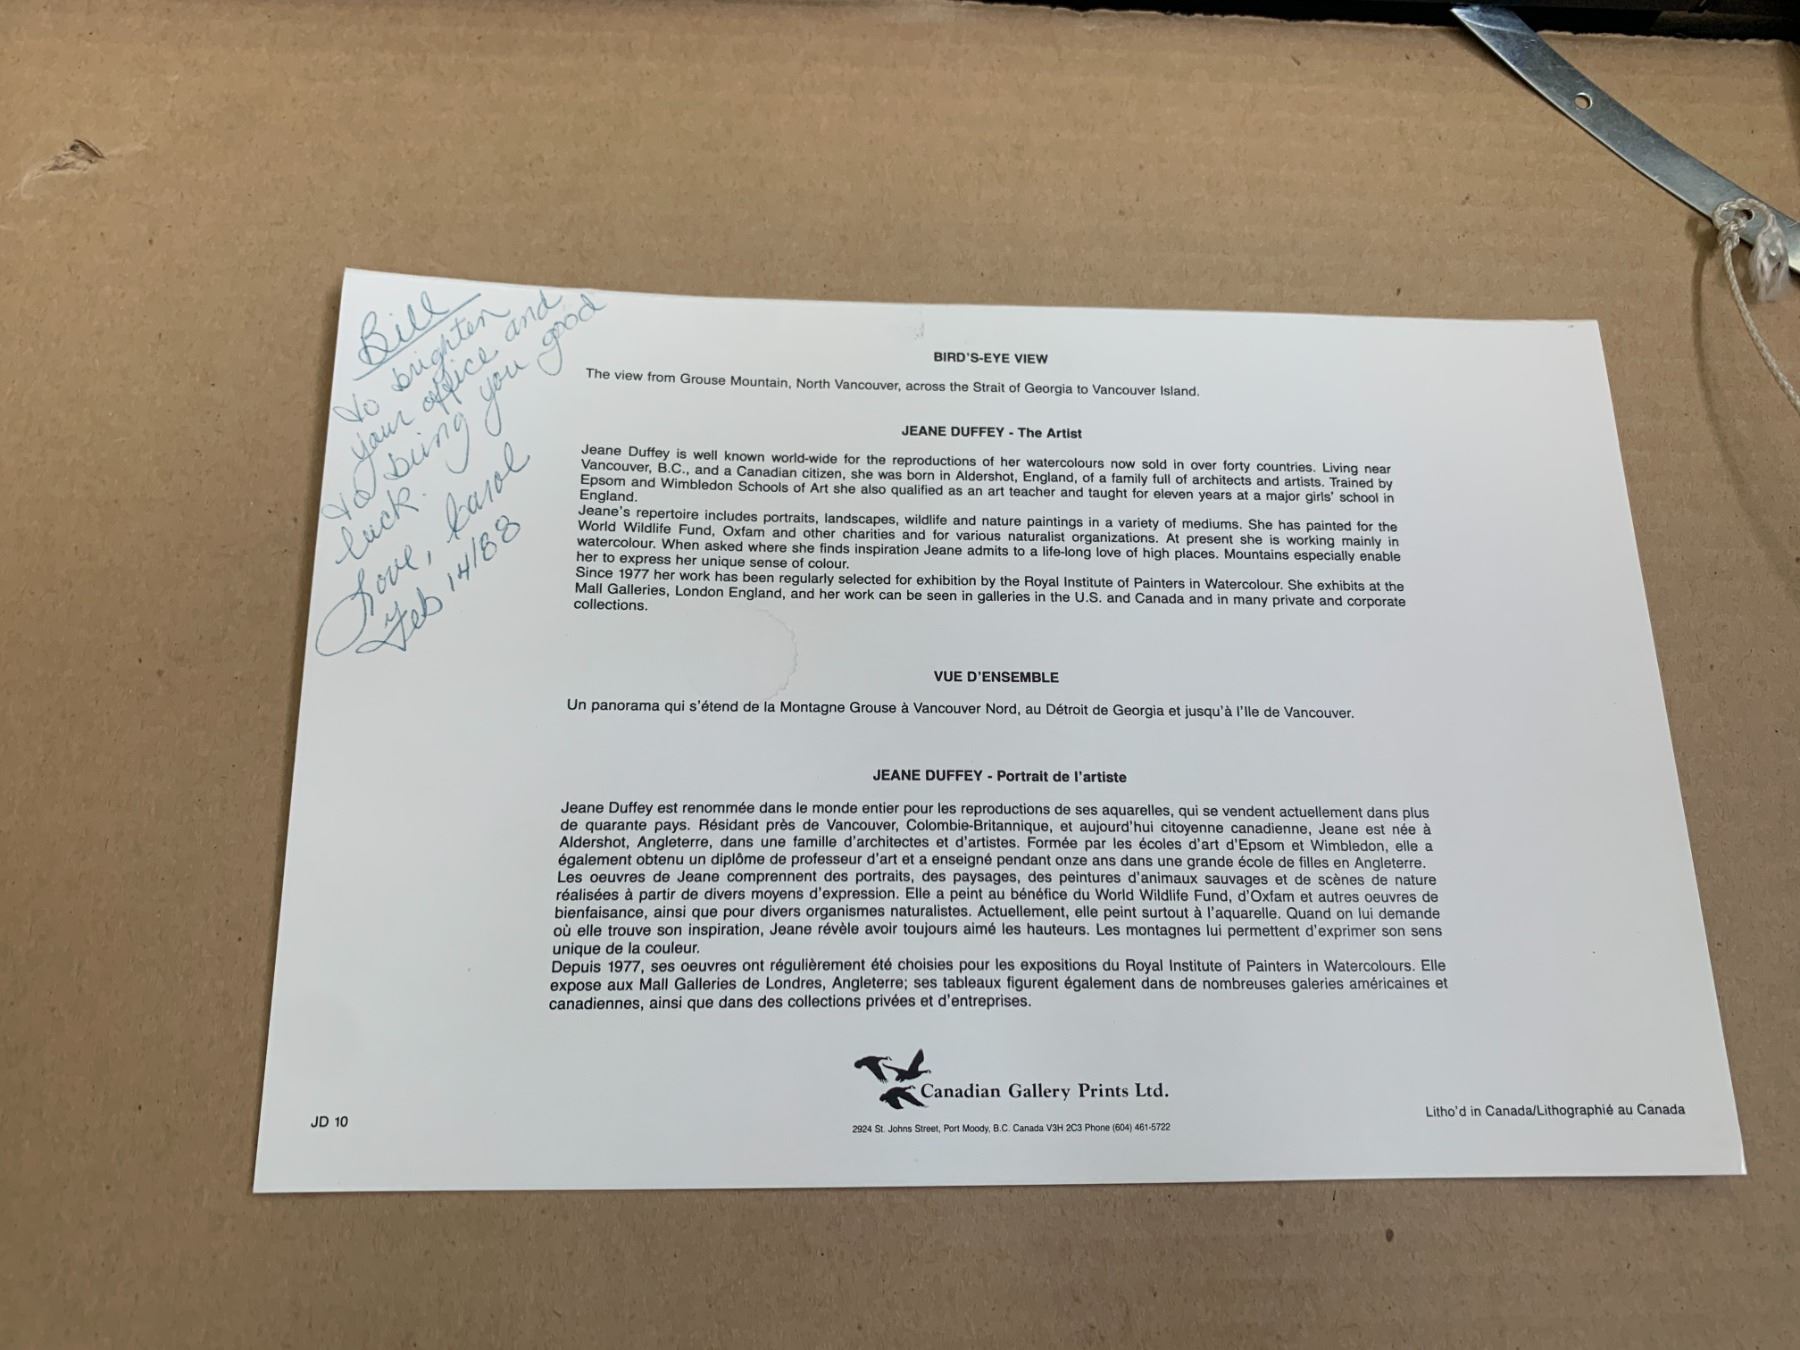 Bill
to brighten
your office and
to bring you good
luck.
Love, Carol
Feb 14/88
BIRD'S-EYE VIEW
The view from Grouse Mountain, North Vancouver, across the Strait of Georgia to Vancouver Island.
JEANE DUFFEY - The Artist
Jeane Duffey is well known world-wide for the reproductions of her watercolours now sold in over forty countries. Living near
Vancouver, B.C., and a Canadian citizen, she was born in Aldershot, England, of a family full of architects and artists. Trained by
Epsom and Wimbledon Schools of Art she also qualified as an art teacher and taught for eleven years at a major girls' school in
England.
Jeane's repertoire includes portraits, landscapes, wildlife and nature paintings in a variety of mediums. She has painted for the
World Wildlife Fund, Oxfam and other charities and for various naturalist organizations. At present she is working mainly in
watercolour. When asked where she finds inspiration Jeane admits to a life-long love of high places. Mountains especially enable
her to express her unique sense of colour.
Since 1977 her work has been regularly selected for exhibition by the Royal Institute of Painters in Watercolour. She exhibits at the
Mall Galleries, London England, and her work can be seen in galleries in the U.S. and Canada and in many private and corporate
collections.
VUE D'ENSEMBLE
Un panorama qui s'étend de la Montagne Grouse à Vancouver Nord, au Détroit de Georgia et jusqu'à l'Ile de Vancouver.
JEANE DUFFEY - Portrait de l'artiste
Jeane Duffey est renommée dans le monde entier pour les reproductions de ses aquarelles, qui se vendent actuellement dans plus
de quarante pays. Résidant près de Vancouver, Colombie-Britannique, et aujourd'hui citoyenne canadienne, Jeane est née à
Aldershot, Angleterre, dans une famille d'architectes et d'artistes. Formée par les écoles d'art d'Epsom et Wimbledon, elle a
également obtenu un diplôme de professeur d'art et a enseigné pendant onze ans dans une grande école de filles en Angleterre.
Les oeuvres de Jeane comprennent des portraits, des paysages, des peintures d'animaux sauvages et de scènes de nature
réalisées à partir de divers moyens d'expression. Elle a peint au bénéfice du World Wildlife Fund, d'Oxfam et autres oeuvres de
bienfaisance, ainsi que pour divers organismes naturalistes. Actuellement, elle peint surtout à l'aquarelle. Quand on lui demande
où elle trouve son inspiration, Jeane révèle avoir toujours aimé les hauteurs. Les montagnes lui permettent d'exprimer son sens
unique de la couleur.
Depuis 1977, ses oeuvres ont régulièrement été choisies pour les expositions du Royal Institute of Painters in Watercolours. Elle
expose aux Mall Galleries de Londres, Angleterre; ses tableaux figurent également dans de nombreuses galeries américaines et
canadiennes, ainsi que dans des collections privées et d'entreprises.
Canadian Gallery Prints Ltd.
2924 St. Johns Street, Port Moody, B.C. Canada V3H 2C3 Phone (604) 461-5722
JD 10
Litho'd in Canada/Lithographié au Canada